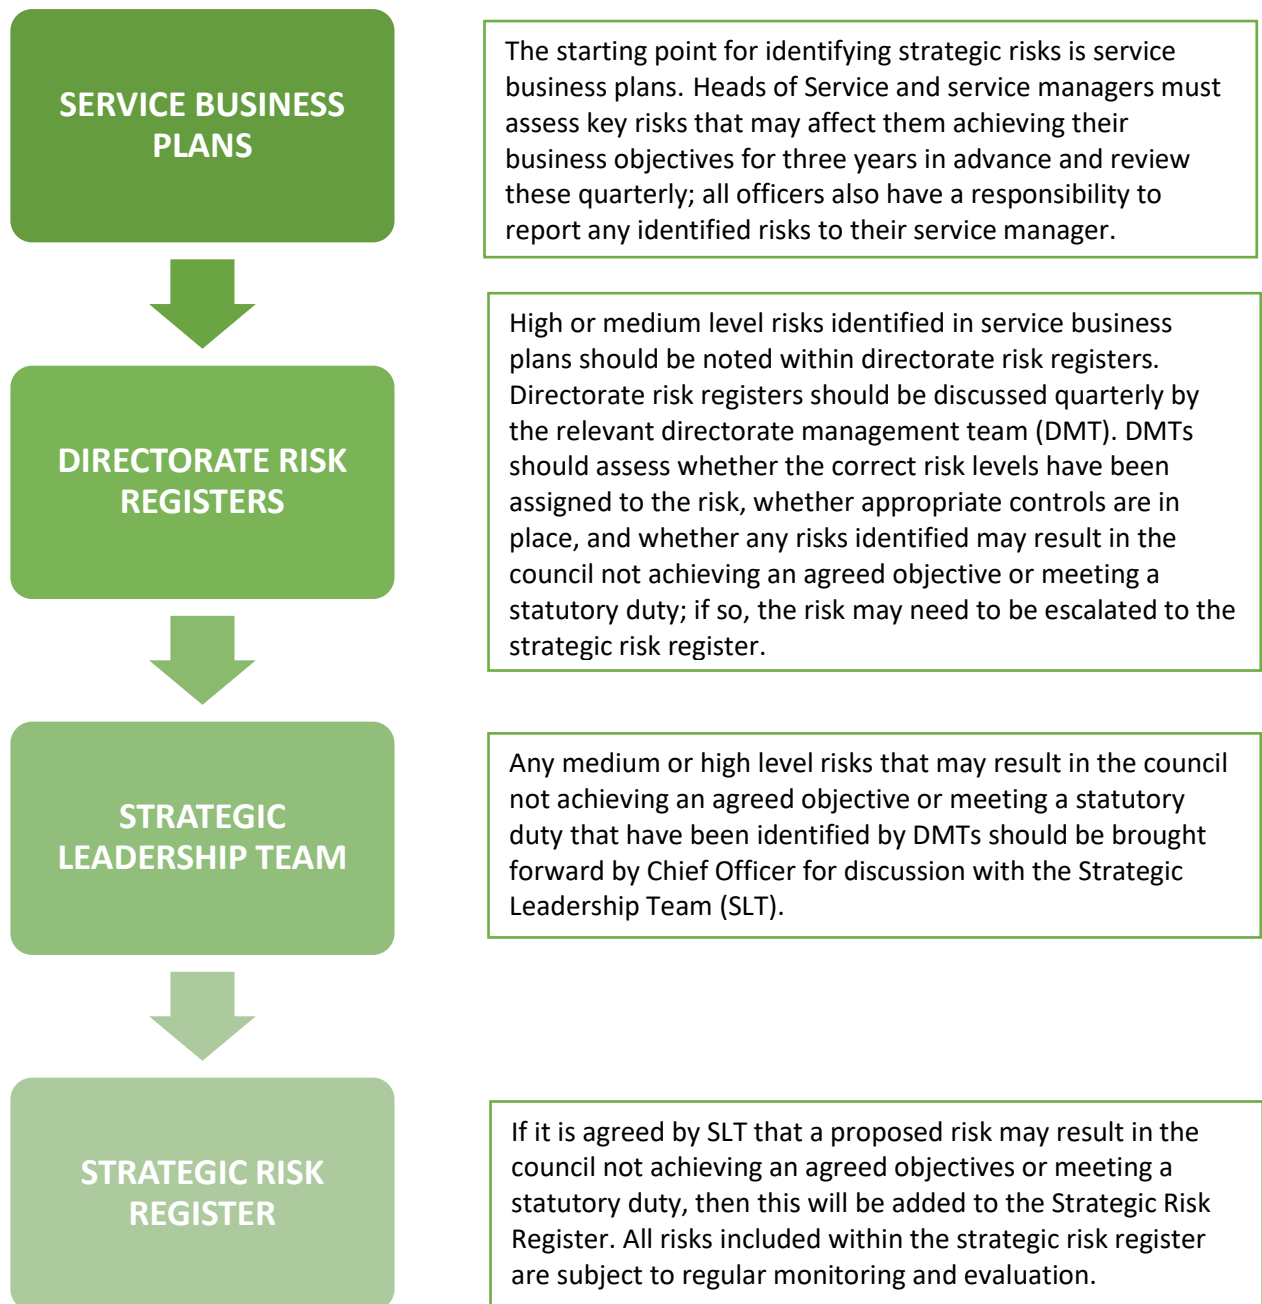 SERVICE BUSINESS
PLANS
The starting point for identifying strategic risks is service
business plans. Heads of Service and service managers must
assess key risks that may affect them achieving their
business objectives for three years in advance and review
these quarterly; all officers also have a responsibility to
report any identified risks to their service manager.
DIRECTORATE RISK
REGISTERS
High or medium level risks identified in service business
plans should be noted within directorate risk registers.
Directorate risk registers should be discussed quarterly by
the relevant directorate management team (DMT). DMTs
should assess whether the correct risk levels have been
assigned to the risk, whether appropriate controls are in
place, and whether any risks identified may result in the
council not achieving an agreed objective or meeting a
statutory duty; if so, the risk may need to be escalated to the
strategic risk register.
STRATEGIC
LEADERSHIP TEAM
Any medium or high level risks that may result in the council
not achieving an agreed objective or meeting a statutory
duty that have been identified by DMTs should be brought
forward by Chief Officer for discussion with the Strategic
Leadership Team (SLT).
STRATEGIC RISK
REGISTER
If it is agreed by SLT that a proposed risk may result in the
council not achieving an agreed objectives or meeting a
statutory duty, then this will be added to the Strategic Risk
Register. All risks included within the strategic risk register
are subject to regular monitoring and evaluation.